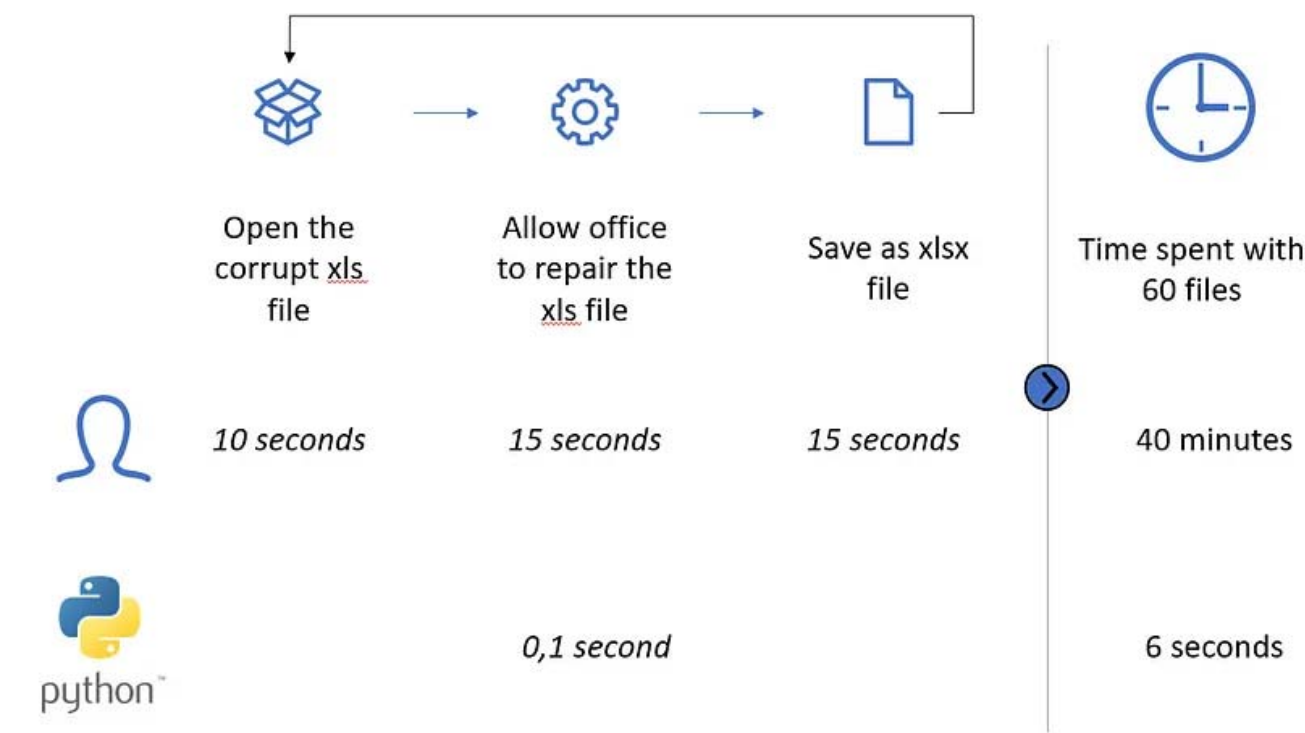 Open the
corrupt xls
file
Allow office
to repair the
xls file
Save as xlsx
file
Time spent with
60 files
10 seconds
15 seconds
15 seconds
40 minutes
python™
0,1 second
6 seconds